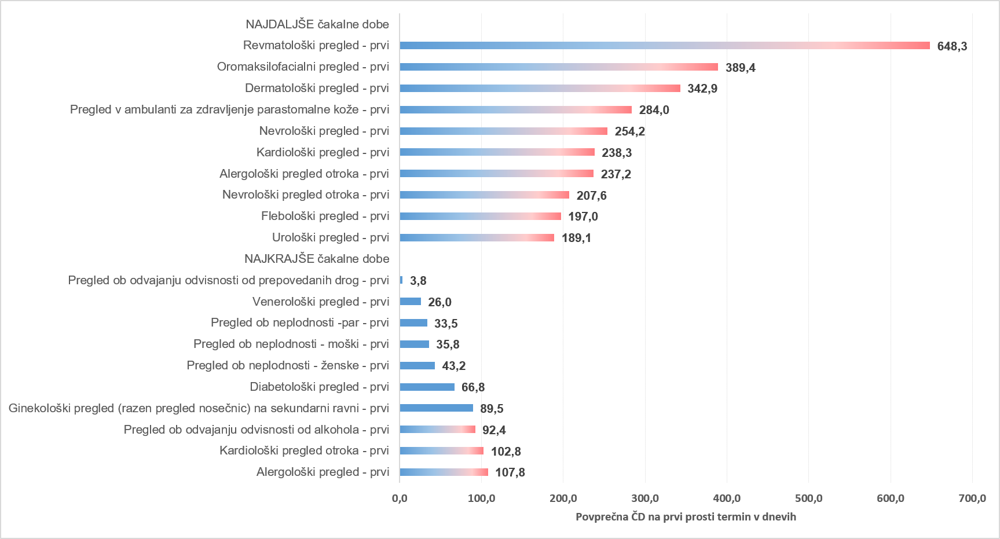 NAJDALJŠE čakalne dobe
Revmatološki pregled - prvi 648,3
Oromaksilofacialni pregled - prvi 389,4
Dermatološki pregled - prvi 342,9
Pregled v ambulanti za zdravljenje parastomalne kože - prvi 284,0
Nevrološki pregled - prvi 254,2
Kardiološki pregled - prvi 238,3
Alergološki pregled otroka - prvi 237,2
Nevrološki pregled otroka - prvi 207,6
Flebološki pregled - prvi 197,0
Urološki pregled - prvi 189,1
NAJKRAJŠE čakalne dobe
Pregled ob odvajanju odvisnosti od prepovedanih drog - prvi 3,8
Venerološki pregled - prvi 26,0
Pregled ob neplodnosti -par - prvi 33,5
Pregled ob neplodnosti - moški - prvi 35,8
Pregled ob neplodnosti - ženske - prvi 43,2
Diabetološki pregled - prvi 66,8
Ginekološki pregled (razen pregled nosečnic) na sekundarni ravni - prvi 89,5
Pregled ob odvajanju odvisnosti od alkohola - prvi 92,4
Kardiološki pregled otroka - prvi 102,8
Alergološki pregled - prvi 107,8
0,0 100,0 200,0 300,0 400,0 500,0 600,0 700,0
Povprečna ČD na prvi prosti termin v dnevih